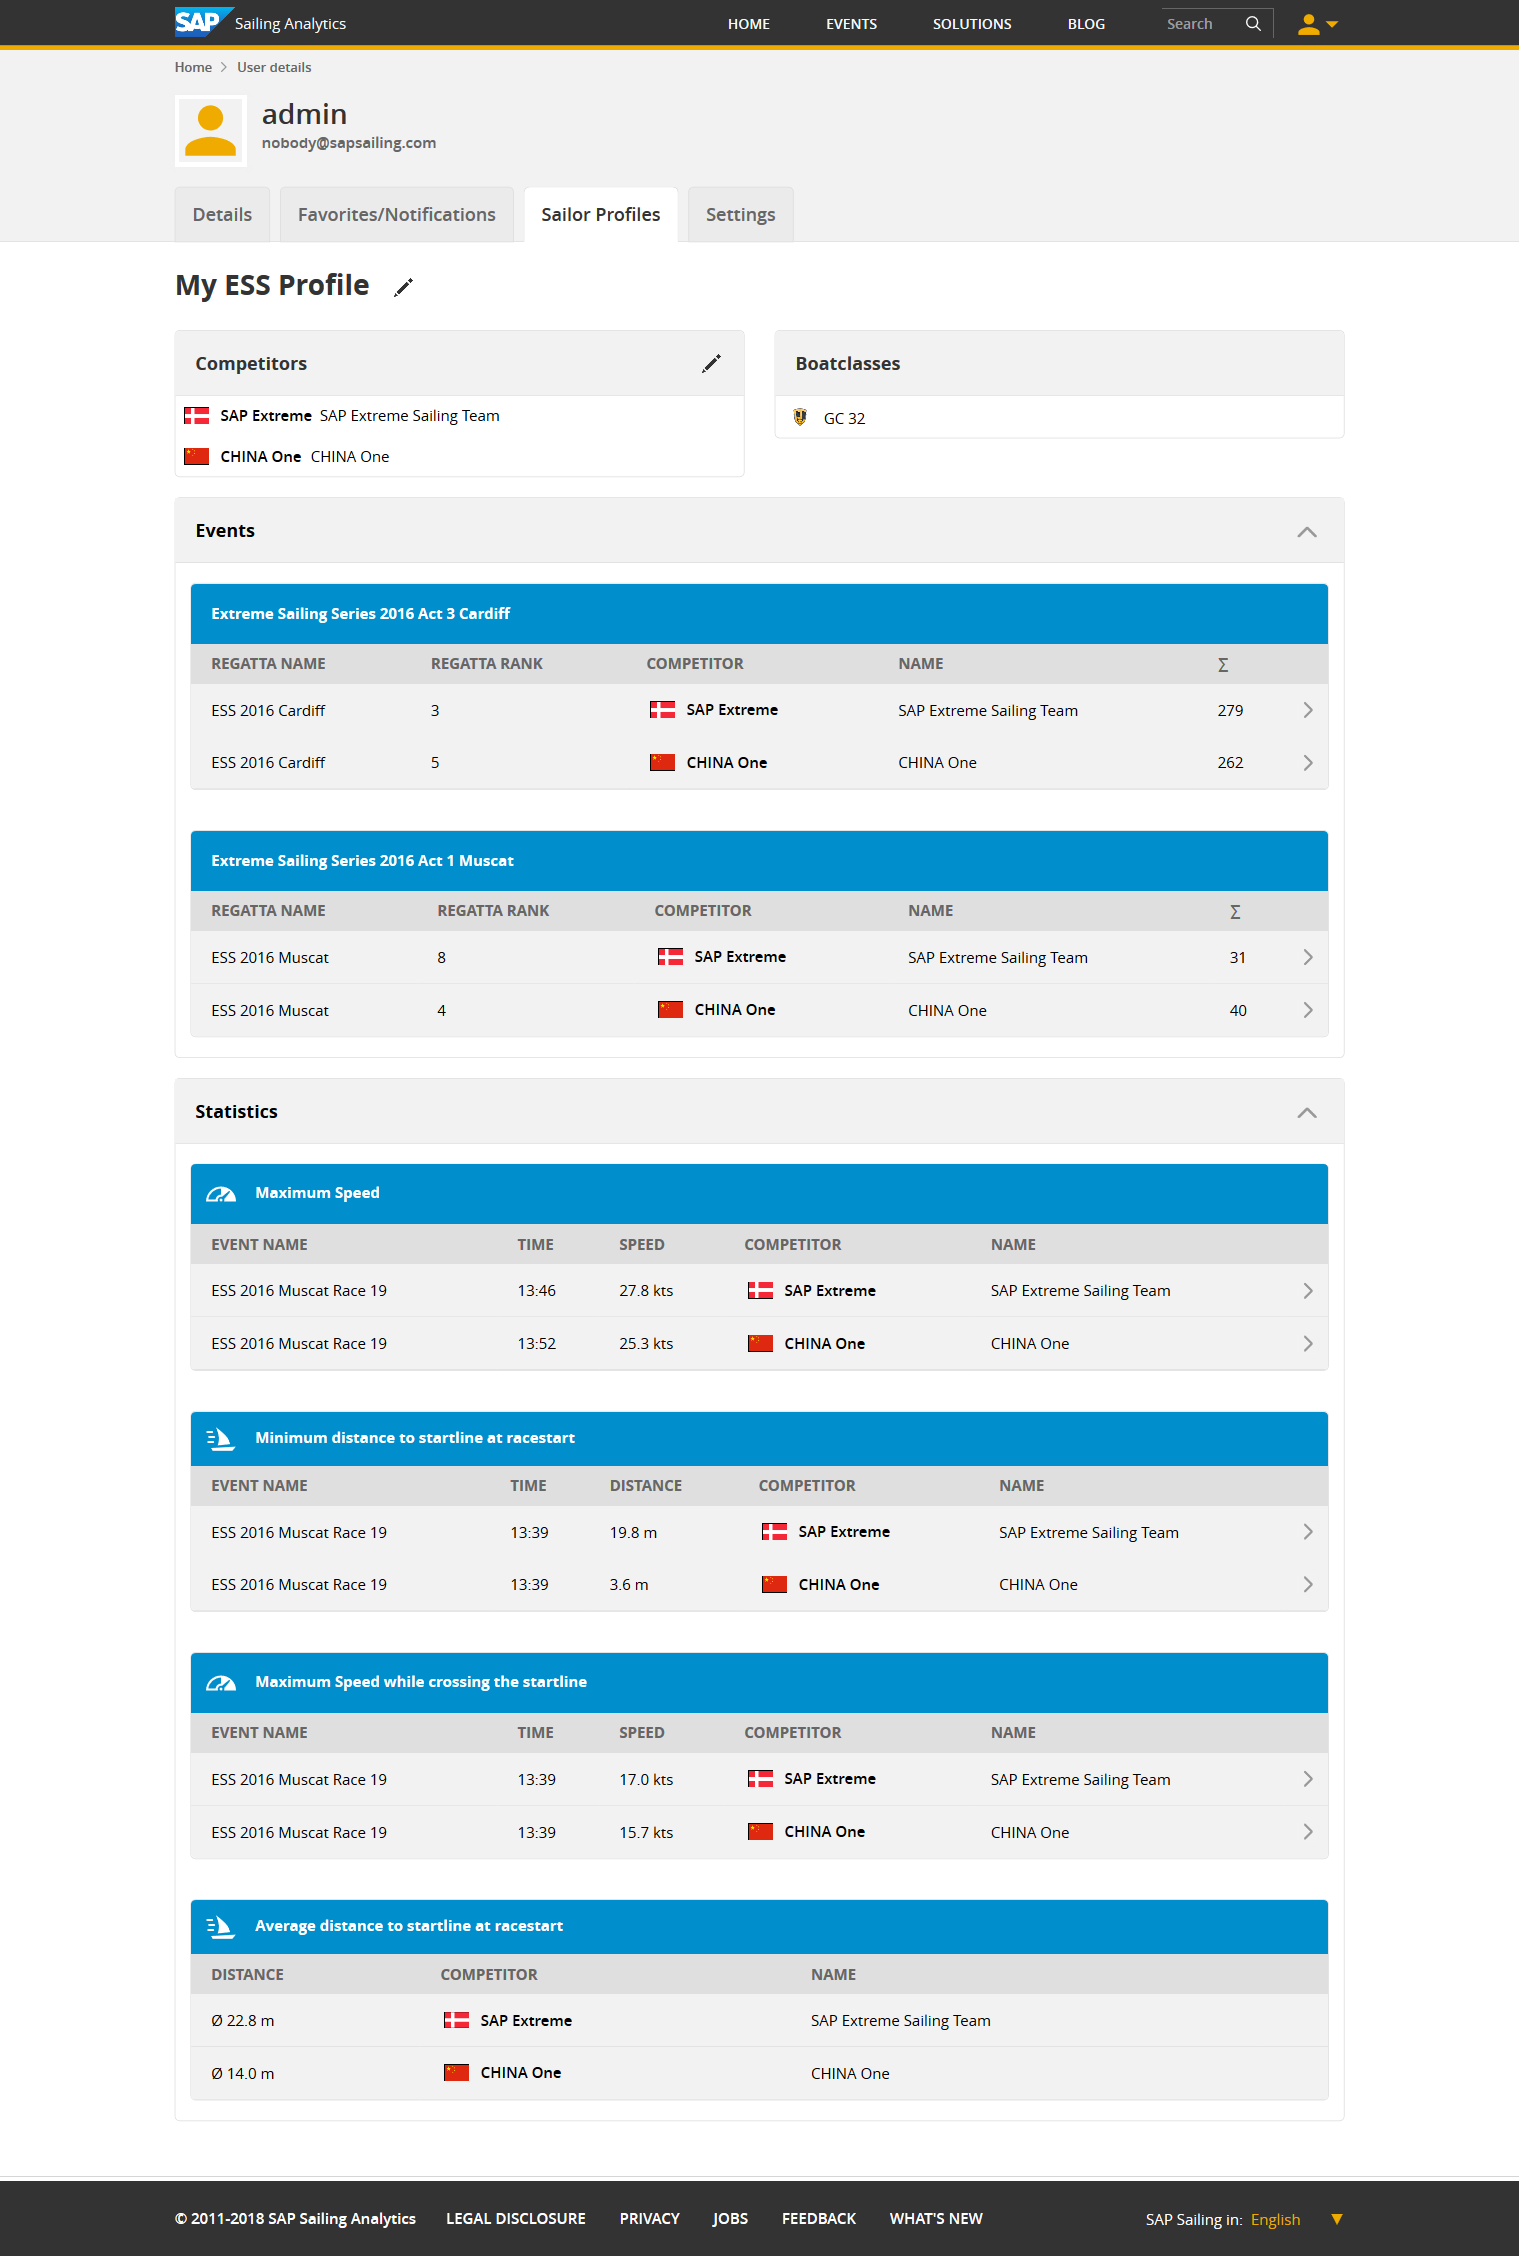 SAP Sailing Analytics HOME EVENTS SOLUTIONS BLOG Search
Home User details
admin
nobody@sapsailing.com
Details Favorites/Notifications Sailor Profiles Settings
My ESS Profile
Competitors
SAP Extreme SAP Extreme Sailing Team
CHINA One CHINA One
Boatclasses
GC 32
Events
Extreme Sailing Series 2016 Act 3 Cardiff
REGATTA NAME REGATTA RANK COMPETITOR NAME Σ
ESS 2016 Cardiff 3 SAP Extreme SAP Extreme Sailing Team 279
ESS 2016 Cardiff 5 CHINA One CHINA One 262
Extreme Sailing Series 2016 Act 1 Muscat
REGATTA NAME REGATTA RANK COMPETITOR NAME Σ
ESS 2016 Muscat 8 SAP Extreme SAP Extreme Sailing Team 31
ESS 2016 Muscat 4 CHINA One CHINA One 40
Statistics
Maximum Speed
EVENT NAME TIME SPEED COMPETITOR NAME
ESS 2016 Muscat Race 19 13:46 27.8 kts SAP Extreme SAP Extreme Sailing Team
ESS 2016 Muscat Race 19 13:52 25.3 kts CHINA One CHINA One
Minimum distance to startline at racestart
EVENT NAME TIME DISTANCE COMPETITOR NAME
ESS 2016 Muscat Race 19 13:39 19.8 m SAP Extreme SAP Extreme Sailing Team
ESS 2016 Muscat Race 19 13:39 3.6 m CHINA One CHINA One
Maximum Speed while crossing the startline
EVENT NAME TIME SPEED COMPETITOR NAME
ESS 2016 Muscat Race 19 13:39 17.0 kts SAP Extreme SAP Extreme Sailing Team
ESS 2016 Muscat Race 19 13:39 15.7 kts CHINA One CHINA One
Average distance to startline at racestart
DISTANCE COMPETITOR NAME
Ø 22.8 m SAP Extreme SAP Extreme Sailing Team
Ø 14.0 m CHINA One CHINA One
© 2011-2018 SAP Sailing Analytics LEGAL DISCLOSURE PRIVACY JOBS FEEDBACK WHAT'S NEW SAP Sailing in: English